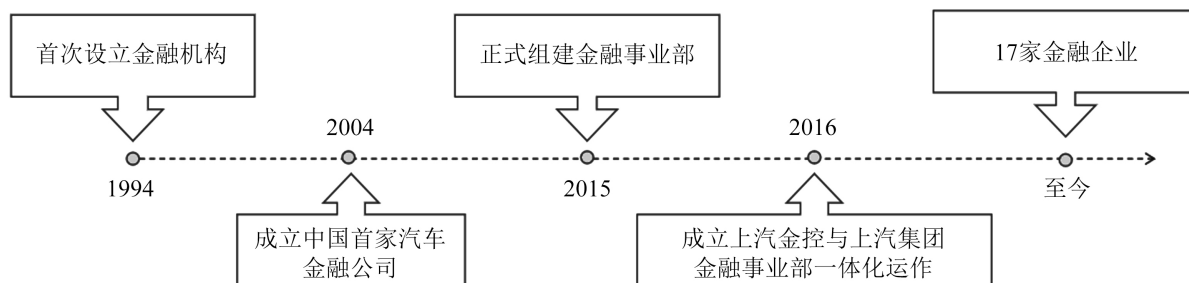 首次设立金融机构
正式组建金融事业部
17家金融企业
2004
2016
1994
2015
至今
成立中国首家汽车
金融公司
成立上汽金控与上汽集团
金融事业部一体化运作